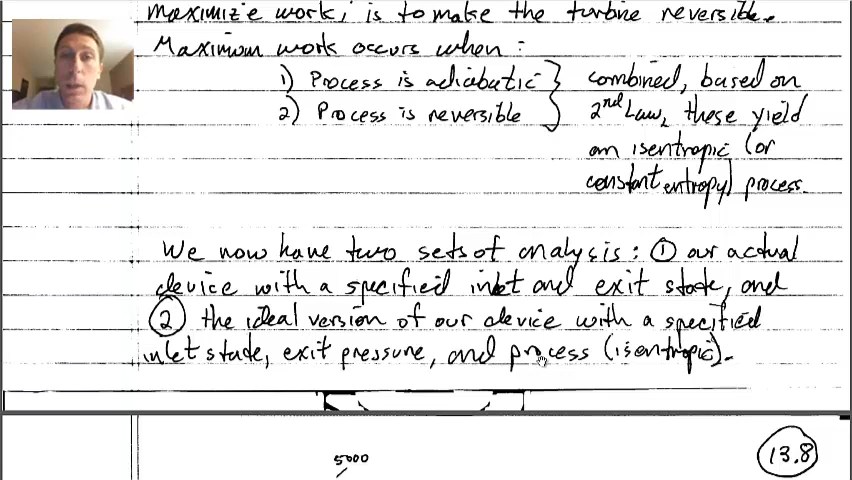 maximize work, is to make the turbine reversible.
Maximum work occurs when:
1) Process is adiabatic } combined, based on
2) Process is reversible } 2nd Law, these yield
an isentropic (or
constant entropy) process.
We now have two sets of analysis: ① our actual
device with a specified inlet and exit state, and
② the ideal version of our device with a specified
inlet state, exit pressure, and process (isentropic).
13.8
5000